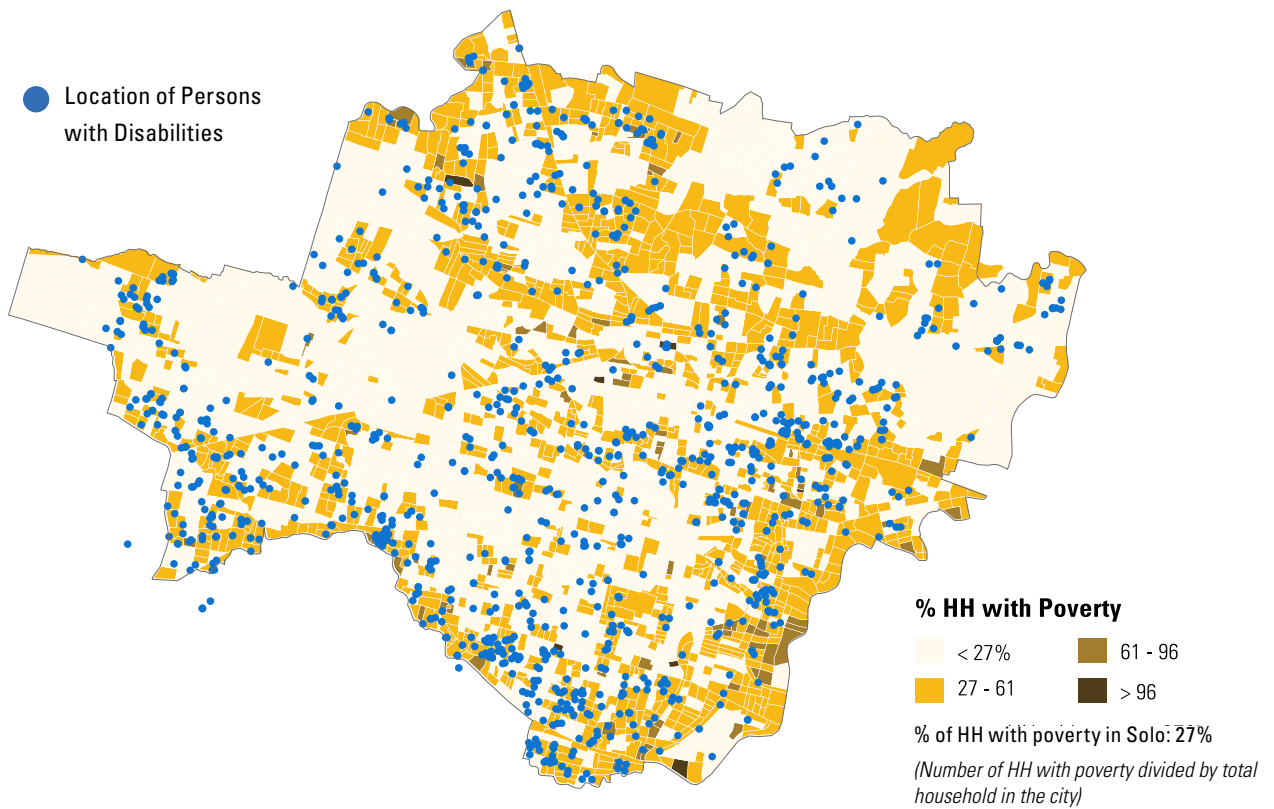 Location of Persons
with Disabilities
% HH with Poverty
< 27%
27 - 61
61 - 96
> 96
% of HH with poverty in Solo: 27%
(Number of HH with poverty divided by total
household in the city)